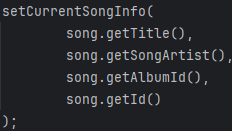 setCurrentSongInfo(
        song.getTitle(),
        song.getSongArtist(),
        song.getAlbumId(),
        song.getId()
);